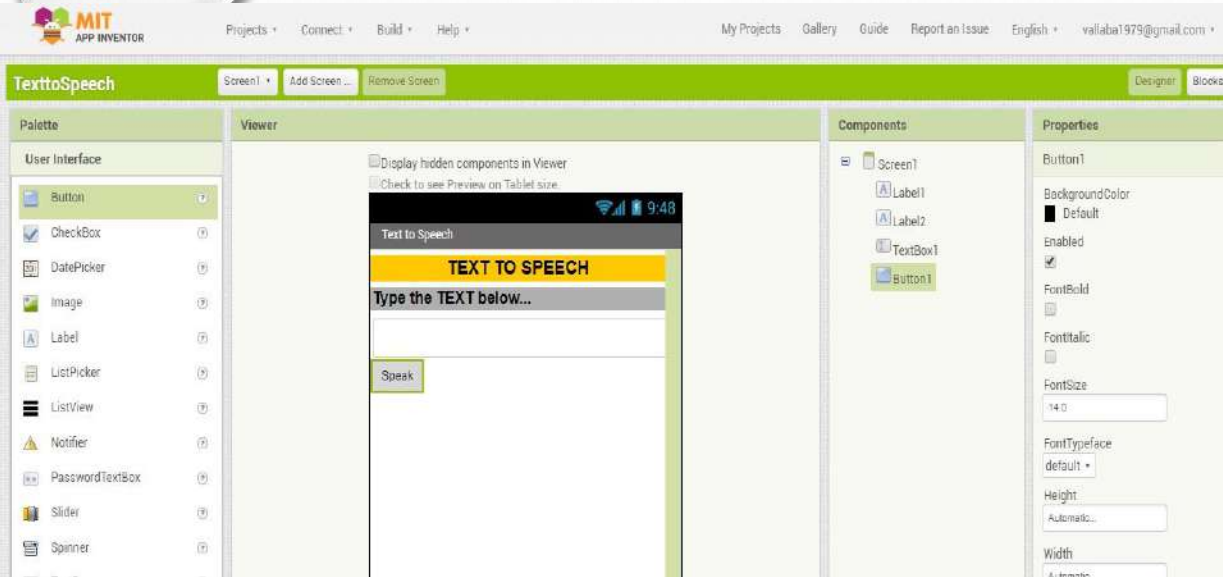 MIT
APP INVENTOR
Projects Connect Build Help My Projects Gallery Guide Report an Issue English vallaba1979@gmail.com
TexttoSpeech Screen1 Add Screen ... Remove Screen Designer Blocks
Palette Viewer Components Properties
User Interface
Display hidden components in Viewer
Check to see Preview on Tablet size
9:48
Text to Speech
TEXT TO SPEECH
Type the TEXT below...
Speak
Button
CheckBox
DatePicker
Image
Label
ListPicker
ListView
Notifier
PasswordTextBox
Slider
Spinner
Screen1
Label1
Label2
TextBox1
Button1
Button1
BackgroundColor
Default
Enabled
FontBold
FontItalic
FontSize
14.0
FontTypeface
default
Height
Automatic...
Width